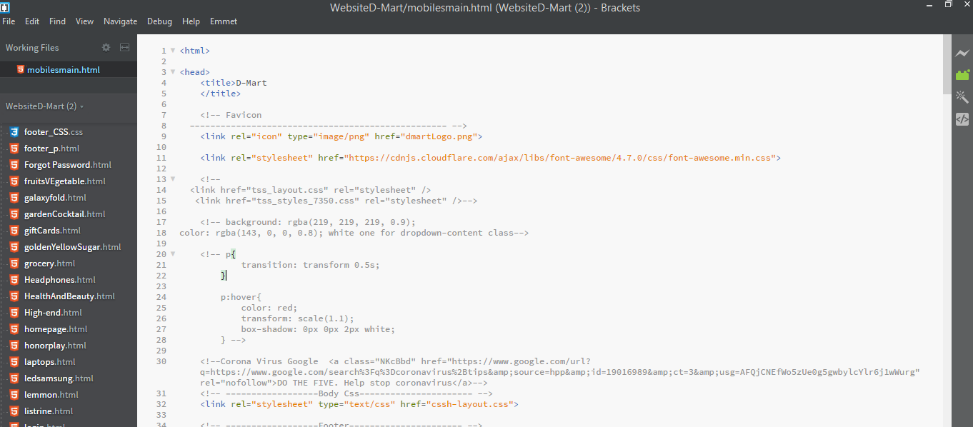 WebsiteD-Mart/mobilesmain.html (WebsiteD-Mart (2)) - Brackets
File Edit Find View Navigate Debug Help Emmet
Working Files
mobilesmain.html
WebsiteD-Mart (2)
footer_CSS.css
footer_p.html
Forgot Password.html
fruitsVEgetable.html
galaxyfold.html
gardenCocktail.html
giftCards.html
goldenYellowSugar.html
grocery.html
Headphones.html
HealthAndBeauty.html
High-end.html
homepage.html
honorplay.html
laptops.html
ledsamsung.html
lemmon.html
listrine.html
login.html
1 <html>
2
3 <head>
4 <title>D-Mart
5 </title>
6
7 <!-- Favicon
8 -------------------------------------------------- -->
9 <link rel="icon" type="image/png" href="dmartLogo.png">
10
11 <link rel="stylesheet" href="https://cdnjs.cloudflare.com/ajax/libs/font-awesome/4.7.0/css/font-awesome.min.css">
12
13 <!--
14 <link href="tss_layout.css" rel="stylesheet" />
15 <link href="tss_styles_7350.css" rel="stylesheet" />-->
16
17 <!-- background: rgba(219, 219, 219, 0.9);
18 color: rgba(143, 0, 0, 0.8); white one for dropdown-content class-->
19
20 <!-- p{
21 transition: transform 0.5s;
22 }
23
24 p:hover{
25 color: red;
26 transform: scale(1.1);
27 box-shadow: 0px 0px 2px white;
28 } -->
29
30 <!--Corona Virus Google <a class="NKcBbd" href="https://www.google.com/url?
q=https://www.google.com/search%3Fq%3Dcoronavirus%2Btips&amp;source=hpp&amp;id=19016989&amp;ct=3&amp;usg=AFQjCNEfWo5zUe0g5gwbylcYlr6j1wWurg"
rel="nofollow">DO THE FIVE. Help stop coronavirus</a>-->
31 <!-- ------------------Body Css---------------------- -->
32 <link rel="stylesheet" type="text/css" href="cssh-layout.css">
33
34 <!-- ------------------Footer---------------------- -->